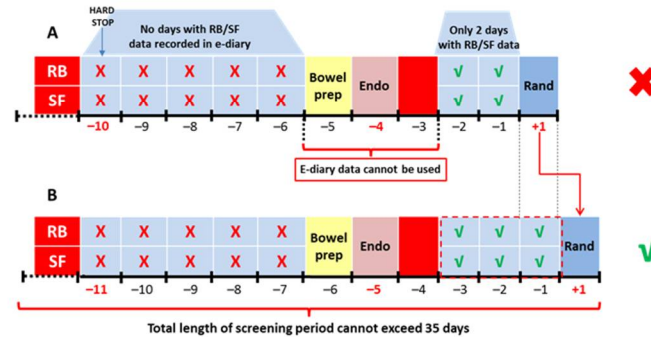 HARD
STOP
No days with RB/SF
data recorded in e-diary
Only 2 days
with RB/SF data
A
RB X X X X X Bowel prep Endo √ √ Rand
SF X X X X X √ √
–10 –9 –8 –7 –6 –5 –4 –3 –2 –1 +1
E-diary data cannot be used
B
RB X X X X X Bowel prep Endo √ √ √ Rand
SF X X X X X √ √ √
–11 –10 –9 –8 –7 –6 –5 –4 –3 –2 –1 +1
Total length of screening period cannot exceed 35 days